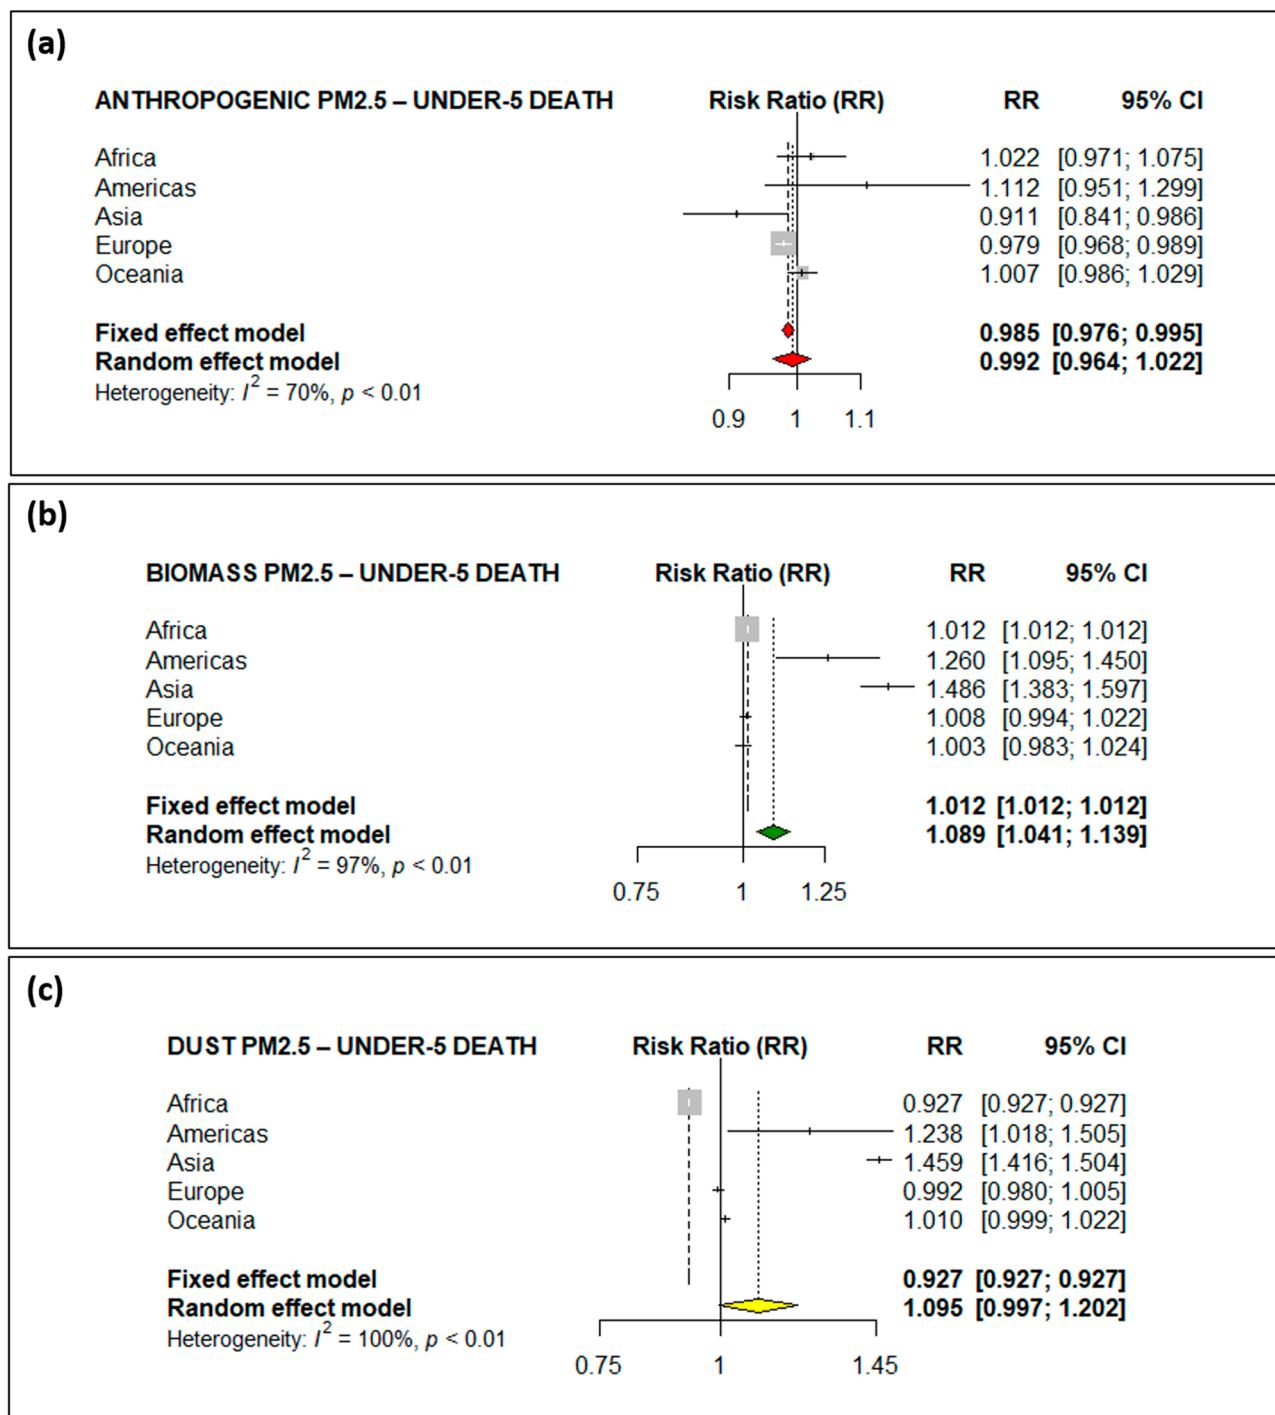 (a)
ANTHROPOGENIC PM2.5 – UNDER-5 DEATH Risk Ratio (RR) RR 95% CI
Africa 1.022 [0.971; 1.075]
Americas 1.112 [0.951; 1.299]
Asia 0.911 [0.841; 0.986]
Europe 0.979 [0.968; 0.989]
Oceania 1.007 [0.986; 1.029]
Fixed effect model 0.985 [0.976; 0.995]
Random effect model 0.992 [0.964; 1.022]
Heterogeneity: I² = 70%, p < 0.01
0.9 1 1.1
(b)
BIOMASS PM2.5 – UNDER-5 DEATH Risk Ratio (RR) RR 95% CI
Africa 1.012 [1.012; 1.012]
Americas 1.260 [1.095; 1.450]
Asia 1.486 [1.383; 1.597]
Europe 1.008 [0.994; 1.022]
Oceania 1.003 [0.983; 1.024]
Fixed effect model 1.012 [1.012; 1.012]
Random effect model 1.089 [1.041; 1.139]
Heterogeneity: I² = 97%, p < 0.01
0.75 1 1.25
(c)
DUST PM2.5 – UNDER-5 DEATH Risk Ratio (RR) RR 95% CI
Africa 0.927 [0.927; 0.927]
Americas 1.238 [1.018; 1.505]
Asia 1.459 [1.416; 1.504]
Europe 0.992 [0.980; 1.005]
Oceania 1.010 [0.999; 1.022]
Fixed effect model 0.927 [0.927; 0.927]
Random effect model 1.095 [0.997; 1.202]
Heterogeneity: I² = 100%, p < 0.01
0.75 1 1.45